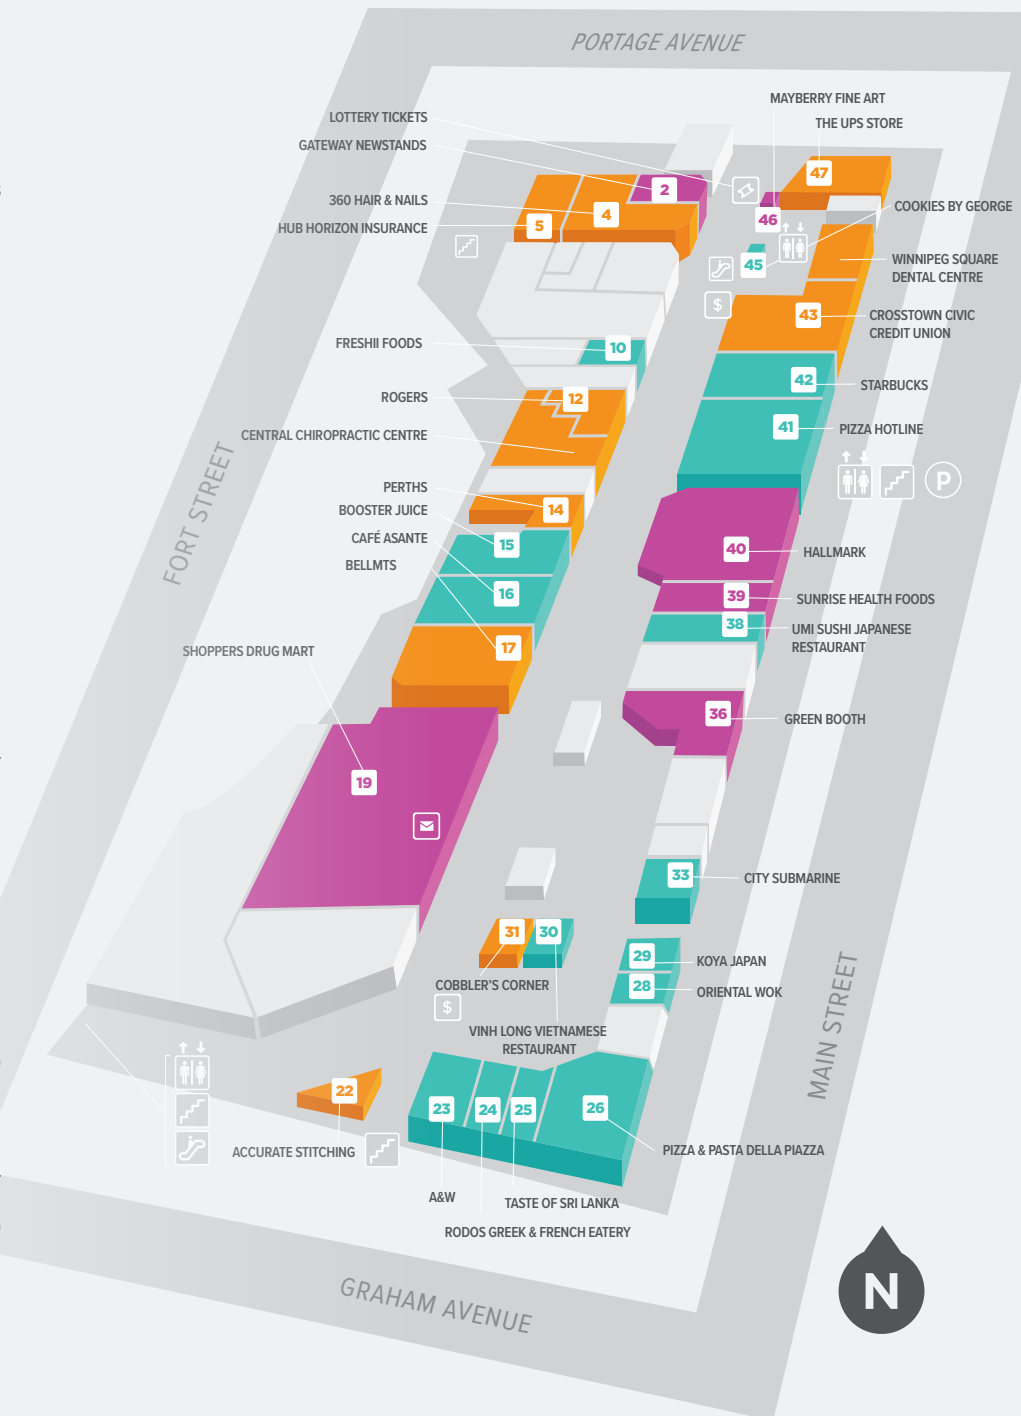 PORTAGE AVENUE
MAYBERRY FINE ART
LOTTERY TICKETS
THE UPS STORE
GATEWAY NEWSTANDS
47
2
360 HAIR & NAILS
4
46
COOKIES BY GEORGE
HUB HORIZON INSURANCE
5
45
WINNIPEG SQUARE
DENTAL CENTRE
$
43
CROSSTOWN CIVIC
CREDIT UNION
FRESHII FOODS
10
42
STARBUCKS
ROGERS
12
41
PIZZA HOTLINE
CENTRAL CHIROPRACTIC CENTRE
P
PERTHS
14
BOOSTER JUICE
15
CAFÉ ASANTE
40
HALLMARK
BELLMTS
16
39
SUNRISE HEALTH FOODS
38
UMI SUSHI JAPANESE
RESTAURANT
FORT STREET
SHOPPERS DRUG MART
17
36
GREEN BOOTH
19
33
CITY SUBMARINE
31
30
29
KOYA JAPAN
COBBLER'S CORNER
28
ORIENTAL WOK
$
VINH LONG VIETNAMESE
RESTAURANT
MAIN STREET
22
23
24
25
26
ACCURATE STITCHING
PIZZA & PASTA DELLA PIAZZA
A&W
TASTE OF SRI LANKA
RODOS GREEK & FRENCH EATERY
GRAHAM AVENUE
N